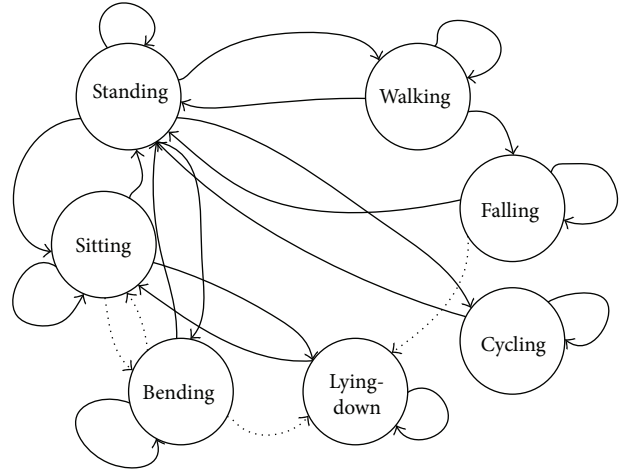 Standing
Walking
Falling
Sitting
Cycling
Bending
Lying-
down